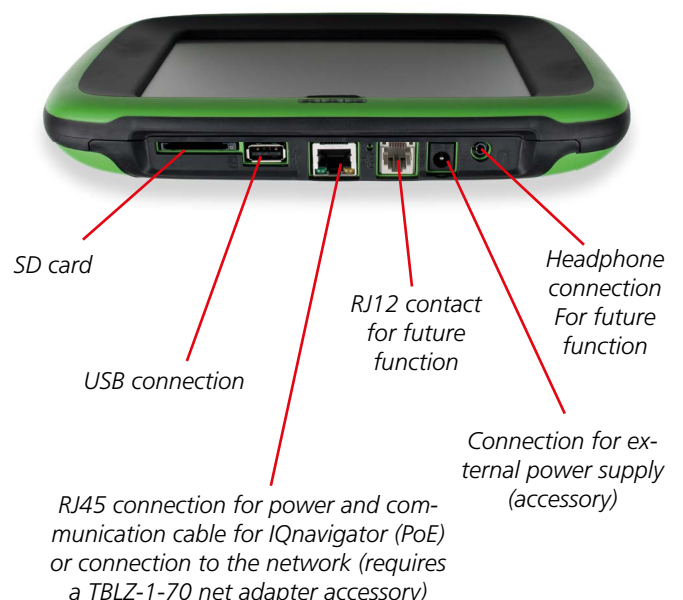 SD card
USB connection
RJ45 connection for power and com-
munication cable for IQnavigator (PoE)
or connection to the network (requires
a TBLZ-1-70 net adapter accessory)
RJ12 contact
for future
function
Connection for ex-
ternal power supply
(accessory)
Headphone
connection
For future
function